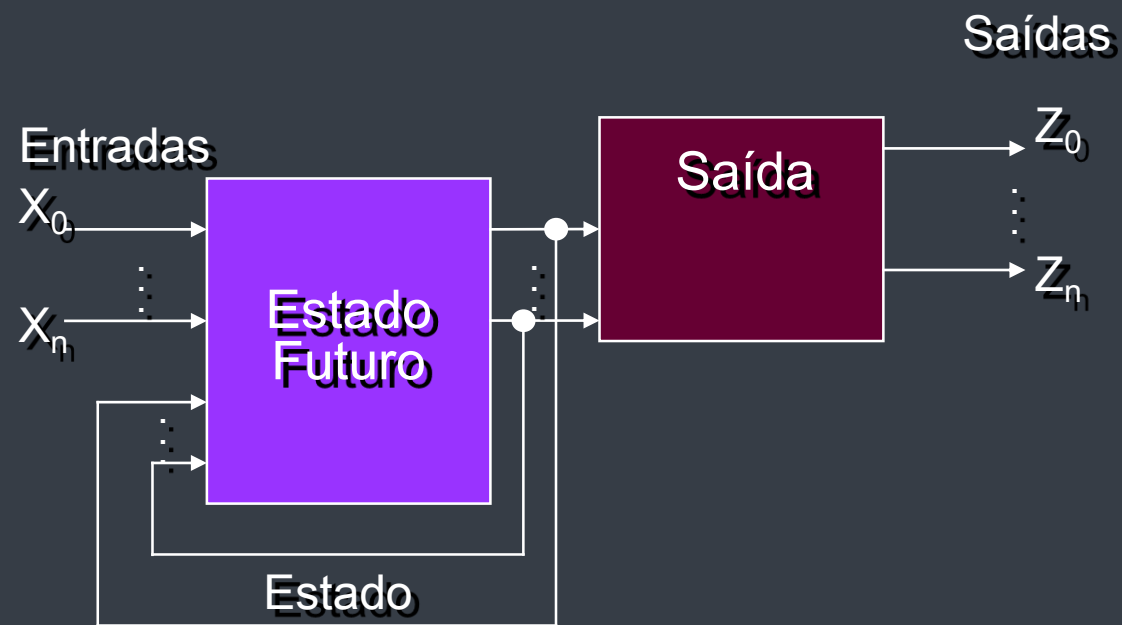 Saídas
Entradas
X0
Xn
Estado
Futuro
Saída
Z0
Zn
Estado